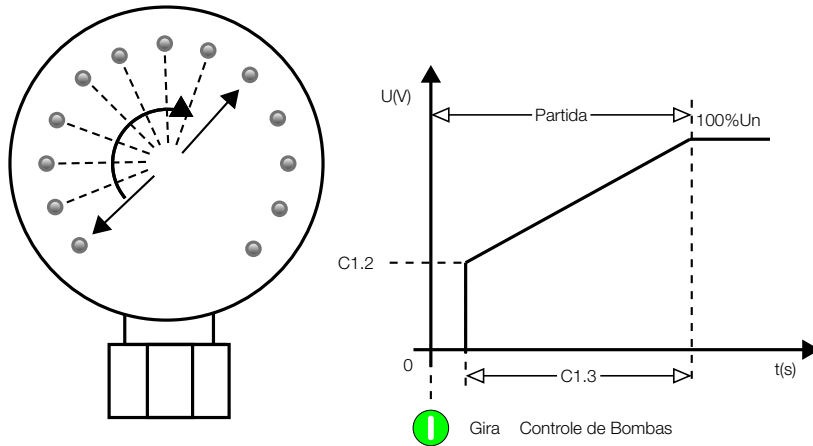 U(V)
Partida
100%Un
C1.2
0
C1.3
t(s)
Gira Controle de Bombas